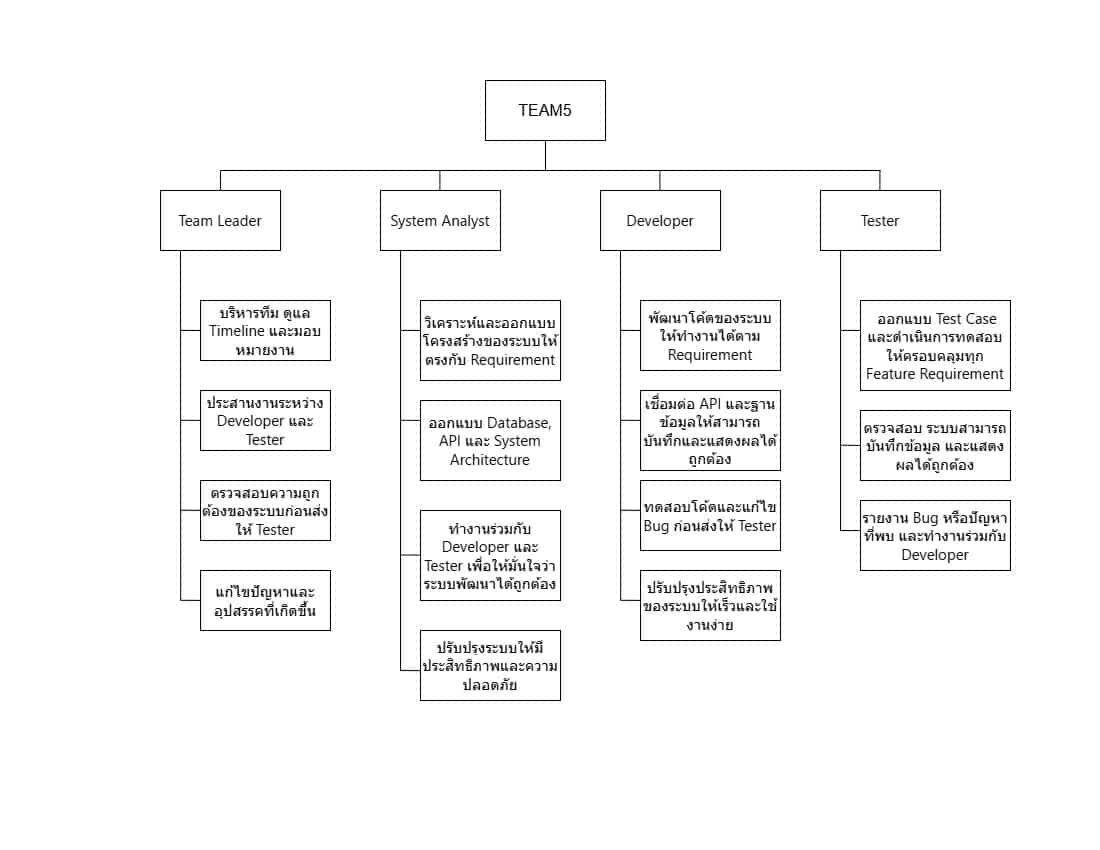 TEAM5
Team Leader
System Analyst
Developer
Tester
บริหารทีม ดูแล
Timeline และมอบ
หมายงาน
ประสานงานระหว่าง
Developer และ
Tester
ตรวจสอบความถูก
ต้องของระบบก่อนส่ง
ให้ Tester
แก้ไขปัญหาและ
อุปสรรคที่เกิดขึ้น
วิเคราะห์และออกแบบ
โครงสร้างของระบบให้
ตรงกับ Requirement
ออกแบบ Database,
API และ System
Architecture
ทำงานร่วมกับ
Developer และ
Tester เพื่อให้มั่นใจว่า
ระบบพัฒนาได้ถูกต้อง
ปรับปรุงระบบให้มี
ประสิทธิภาพและความ
ปลอดภัย
พัฒนาโค้ดของระบบ
ให้ทำงานได้ตาม
Requirement
เชื่อมต่อ API และฐาน
ข้อมูลให้สามารถ
บันทึกและแสดงผลได้
ถูกต้อง
ทดสอบโค้ดและแก้ไข
Bug ก่อนส่งให้ Tester
ปรับปรุงประสิทธิภาพ
ของระบบให้เร็วและใช้
งานง่าย
ออกแบบ Test Case
และดำเนินการทดสอบ
ให้ครอบคลุมทุก
Feature Requirement
ตรวจสอบ ระบบสามารถ
บันทึกข้อมูล และแสดง
ผลได้ถูกต้อง
รายงาน Bug หรือปัญหา
ที่พบ และทำงานร่วมกับ
Developer